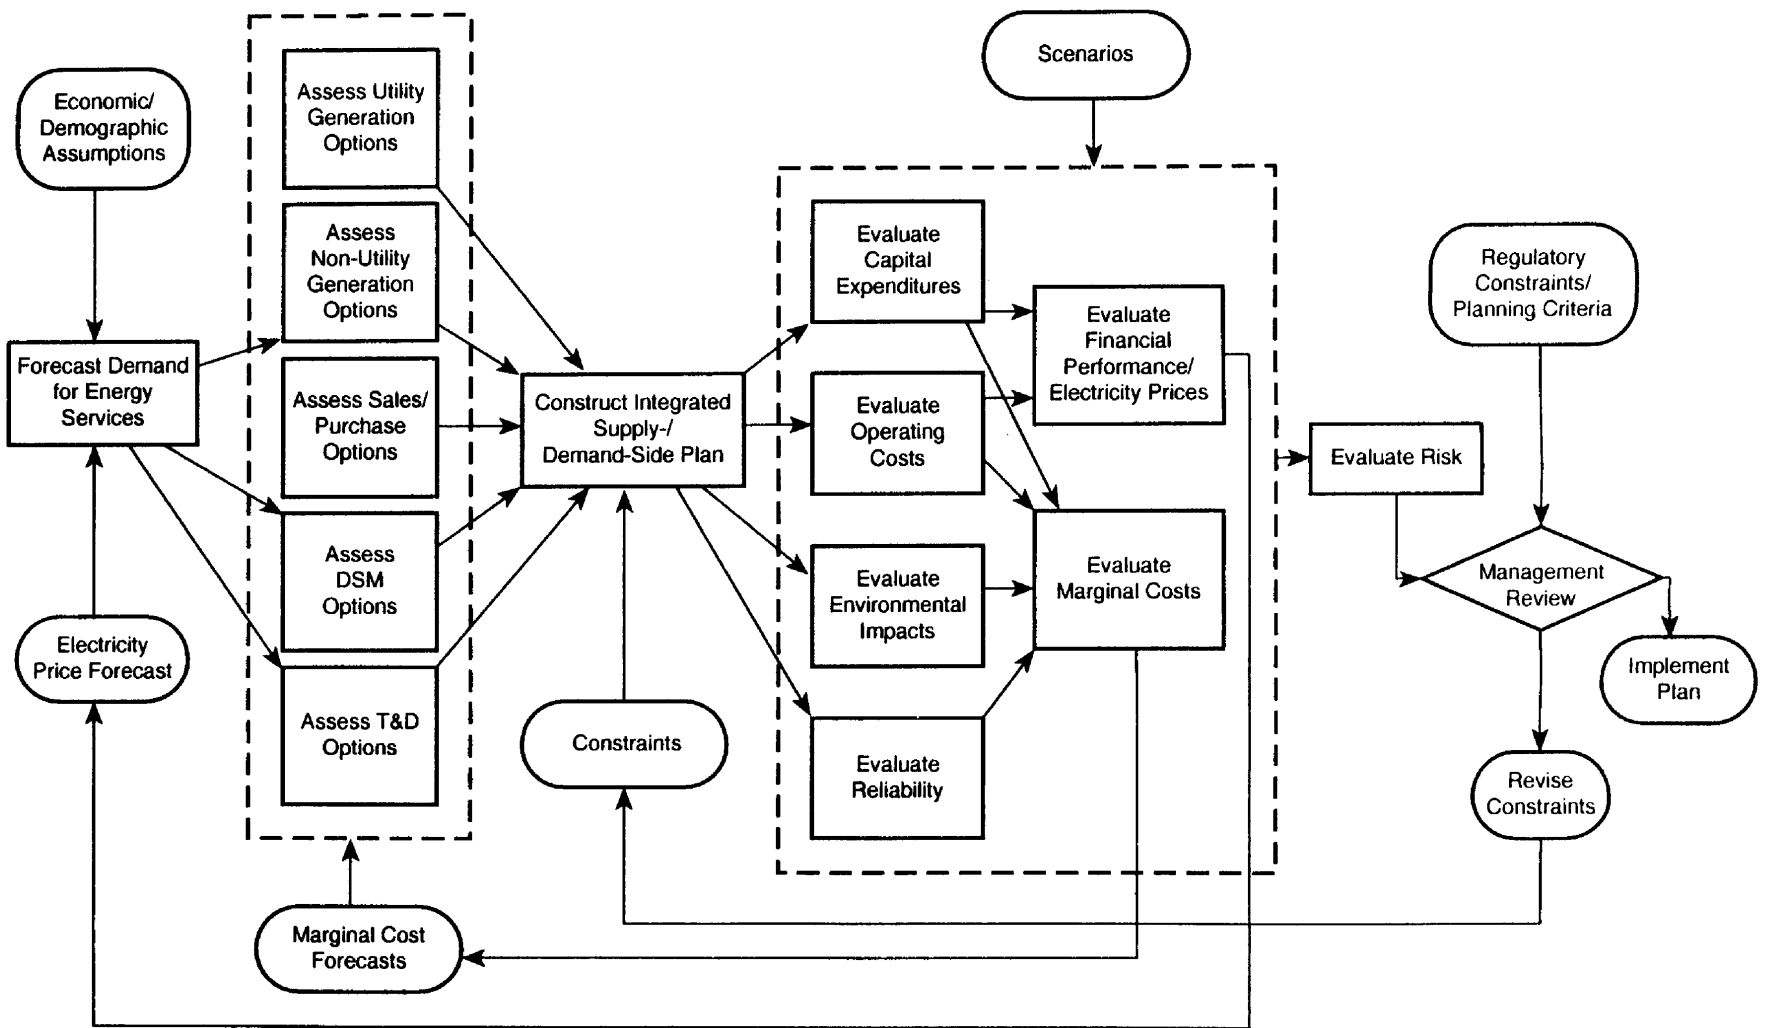 Economic/
Demographic
Assumptions
Forecast Demand
for Energy
Services
Electricity
Price Forecast
Assess Utility
Generation
Options
Assess
Non-Utility
Generation
Options
Assess Sales/
Purchase
Options
Assess
DSM
Options
Assess T&D
Options
Marginal Cost
Forecasts
Construct Integrated
Supply-/
Demand-Side Plan
Constraints
Scenarios
Evaluate
Capital
Expenditures
Evaluate
Operating
Costs
Evaluate
Environmental
Impacts
Evaluate
Reliability
Evaluate
Financial
Performance/
Electricity Prices
Evaluate
Marginal Costs
Evaluate Risk
Regulatory
Constraints/
Planning Criteria
Management
Review
Implement
Plan
Revise
Constraints